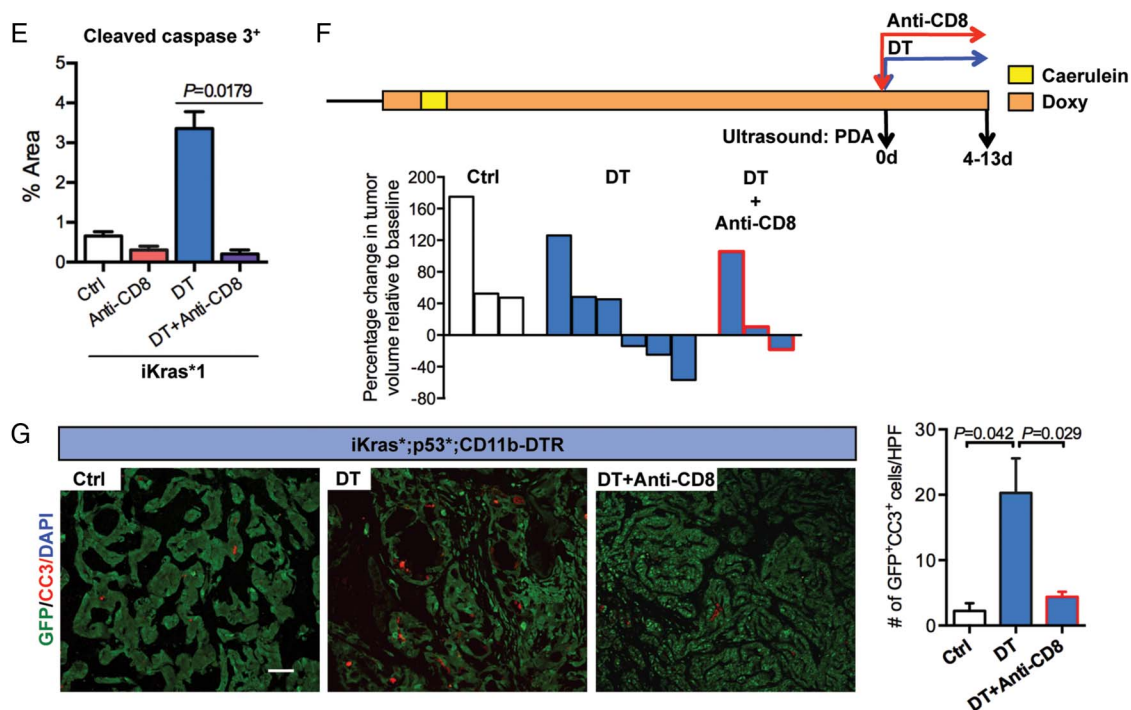 E
Cleaved caspase 3⁺
% Area
5
4
3
2
1
0
P=0.0179
Ctrl
Anti-CD8
DT
DT+Anti-CD8
iKras*1
F
Anti-CD8
DT
Caerulein
Doxy
Ultrasound: PDA
0d
4-13d
Percentage change in tumor
volume relative to baseline
200
160
120
80
40
0
-40
-80
Ctrl
DT
DT
+
Anti-CD8
G
iKras*;p53*;CD11b-DTR
GFP/CC3/DAPI
Ctrl
DT
DT+Anti-CD8
# of GFP⁺CC3⁺ cells/HPF
30
20
10
0
P=0.042
P=0.029
Ctrl
DT
DT+Anti-CD8